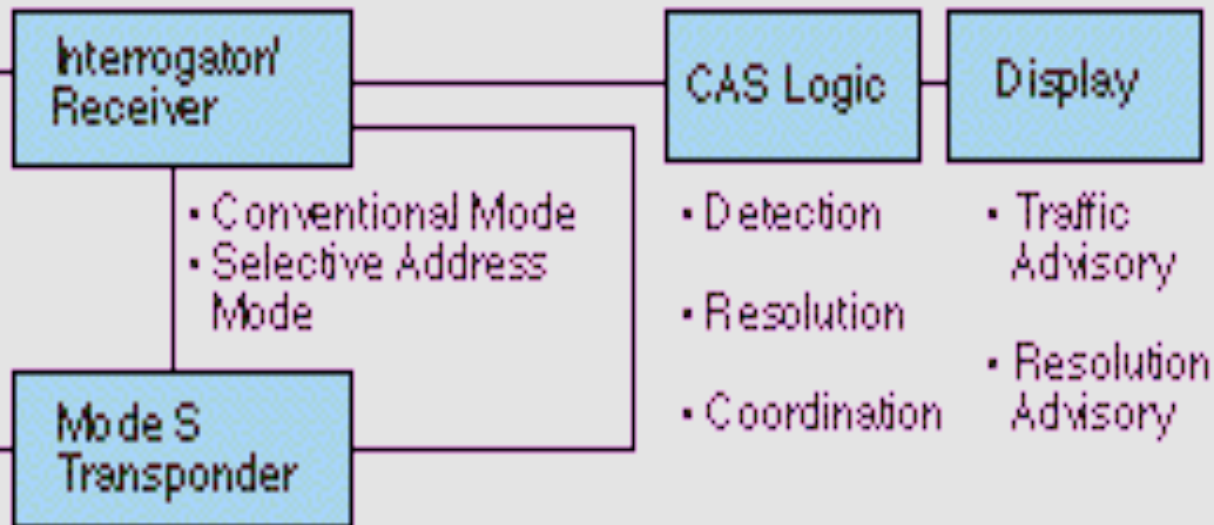 Interrogator/
Receiver
CAS Logic
Display
• Conventional Mode
• Selective Address
Mode
• Detection
• Resolution
• Coordination
• Traffic
Advisory
• Resolution
Advisory
Mode S
Transponder